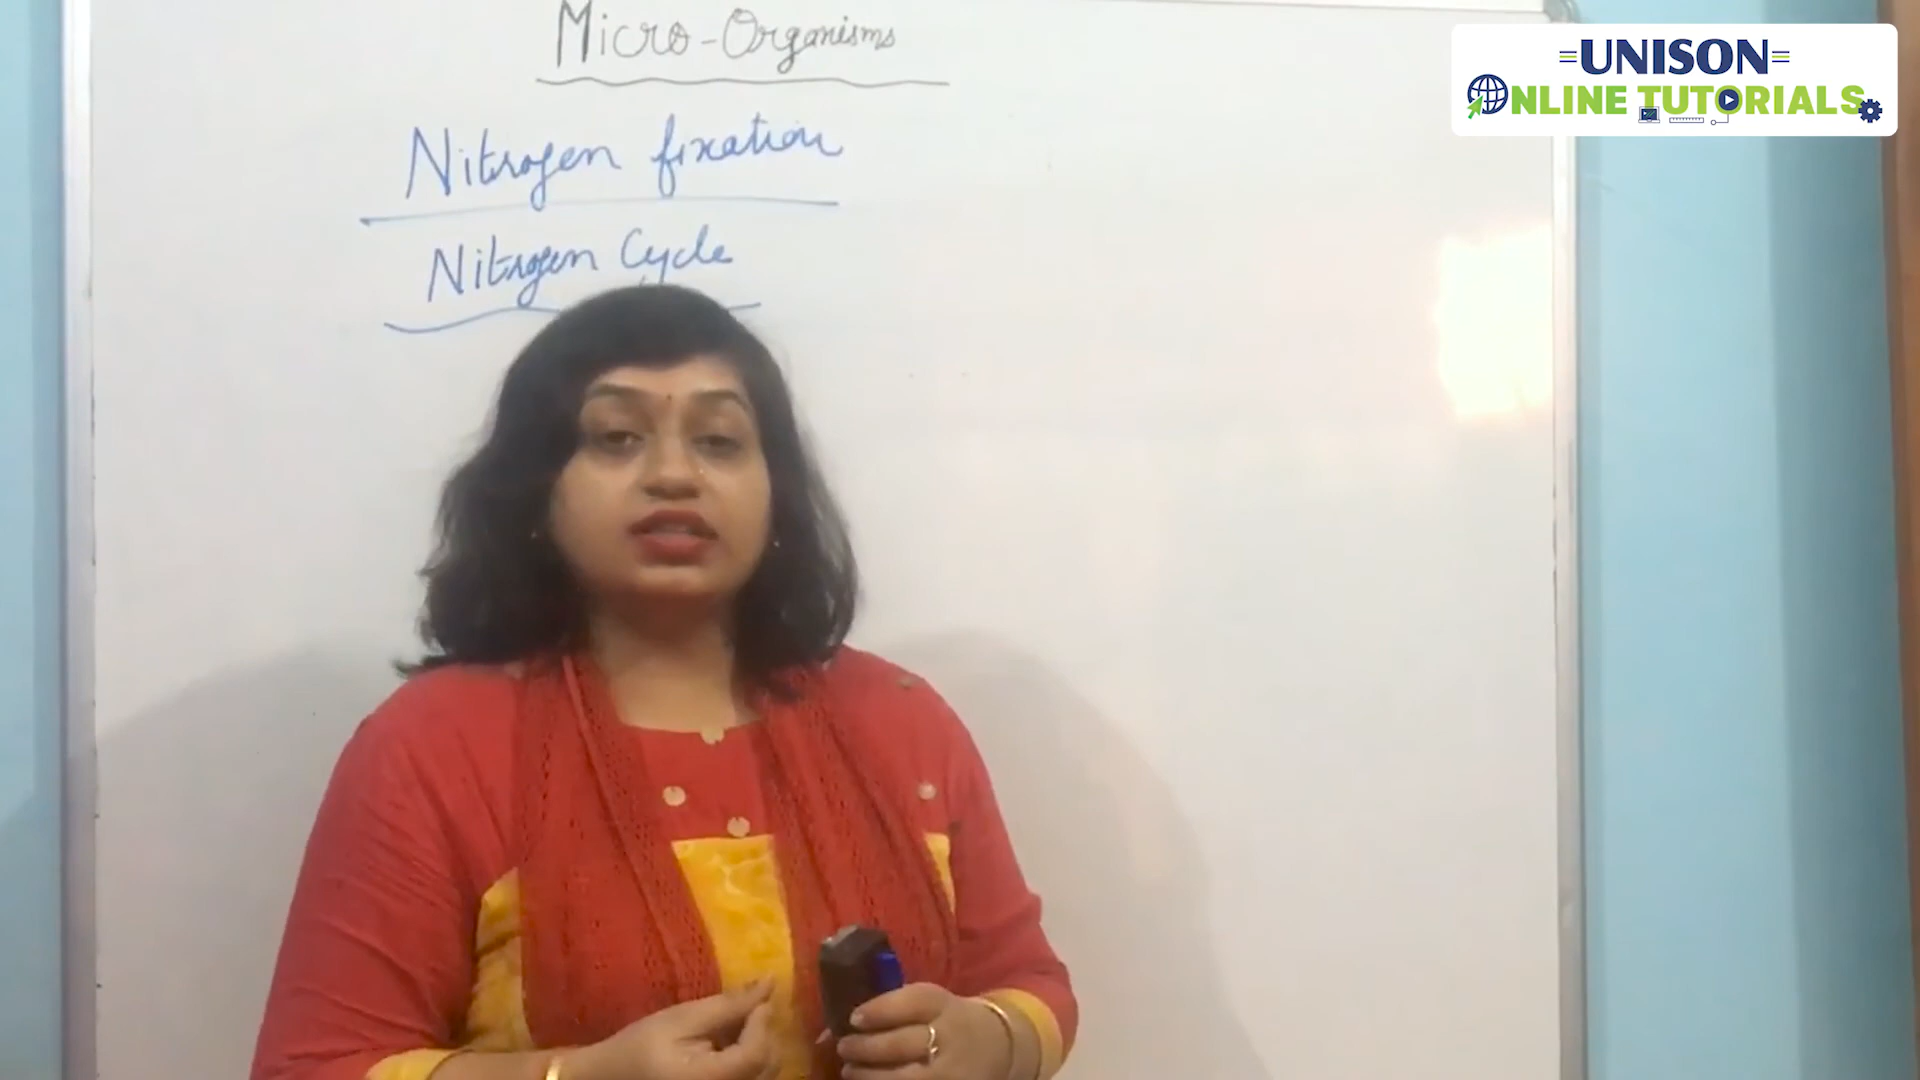 Micro-Organisms
Nitrogen fixation
Nitrogen Cycle
UNISON
ONLINE TUTORIALS